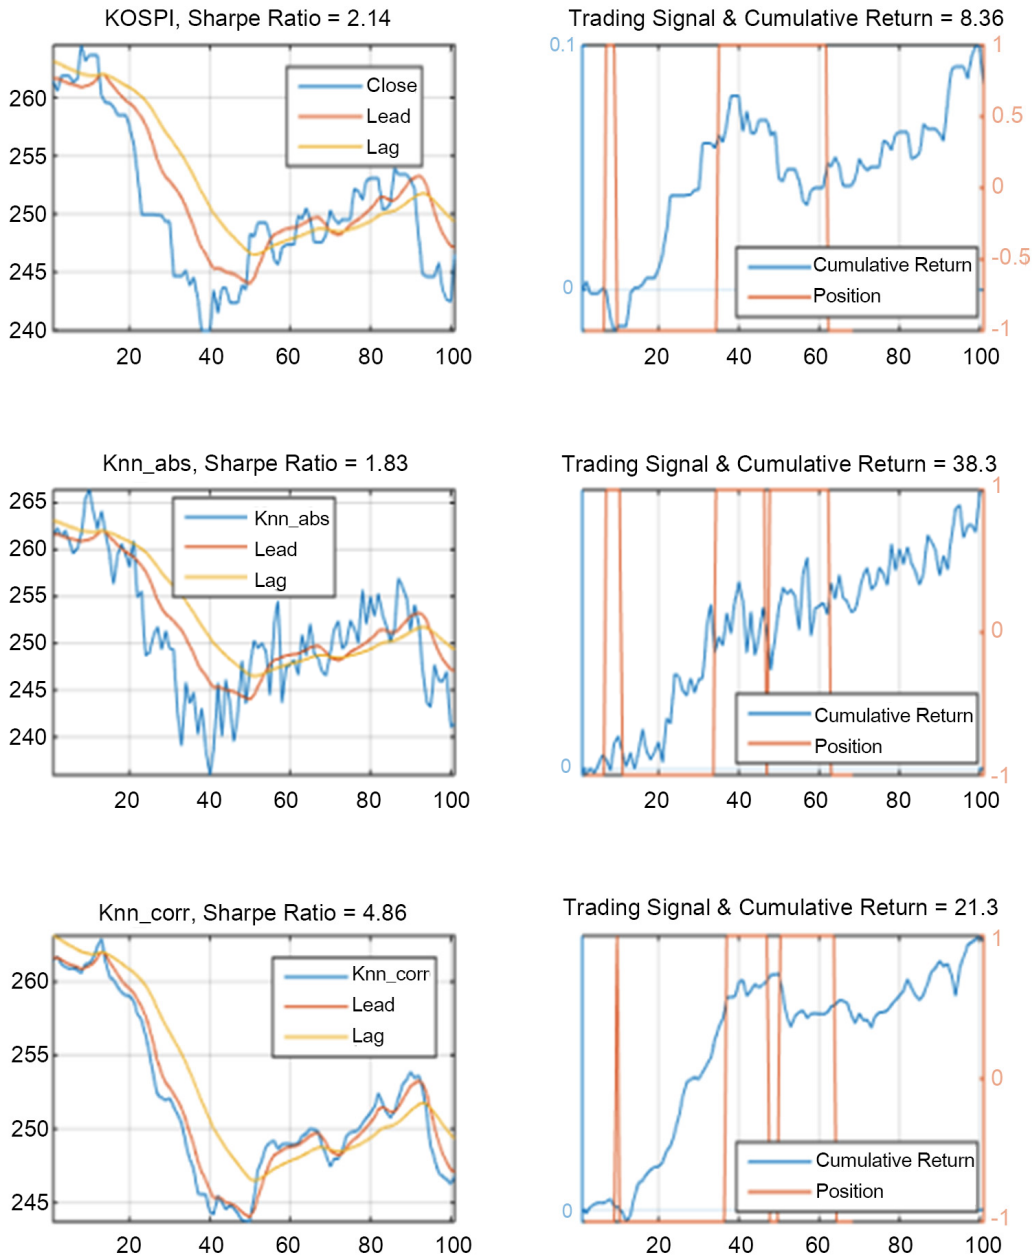 KOSPI, Sharpe Ratio = 2.14
260
255
250
245
240
20 40 60 80 100
Close
Lead
Lag
Trading Signal & Cumulative Return = 8.36
0.1
0
1
0.5
0
-0.5
-1
20 40 60 80 100
Cumulative Return
Position
Knn_abs, Sharpe Ratio = 1.83
265
260
255
250
245
240
20 40 60 80 100
Knn_abs
Lead
Lag
Trading Signal & Cumulative Return = 38.3
0
1
0
-1
20 40 60 80 100
Cumulative Return
Position
Knn_corr, Sharpe Ratio = 4.86
260
255
250
245
20 40 60 80 100
Knn_corr
Lead
Lag
Trading Signal & Cumulative Return = 21.3
0
1
0
-1
20 40 60 80 100
Cumulative Return
Position